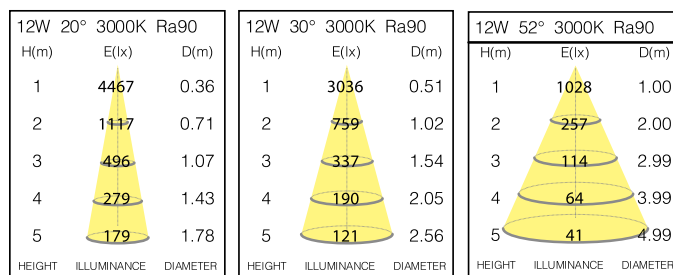 12W 20° 3000K Ra90
H(m) E(lx) D(m)
1 4467 0.36
2 1117 0.71
3 496 1.07
4 279 1.43
5 179 1.78
HEIGHT ILLUMINANCE DIAMETER
12W 30° 3000K Ra90
H(m) E(lx) D(m)
1 3036 0.51
2 759 1.02
3 337 1.54
4 190 2.05
5 121 2.56
HEIGHT ILLUMINANCE DIAMETER
12W 52° 3000K Ra90
H(m) E(lx) D(m)
1 1028 1.00
2 257 2.00
3 114 2.99
4 64 3.99
5 41 4.99
HEIGHT ILLUMINANCE DIAMETER